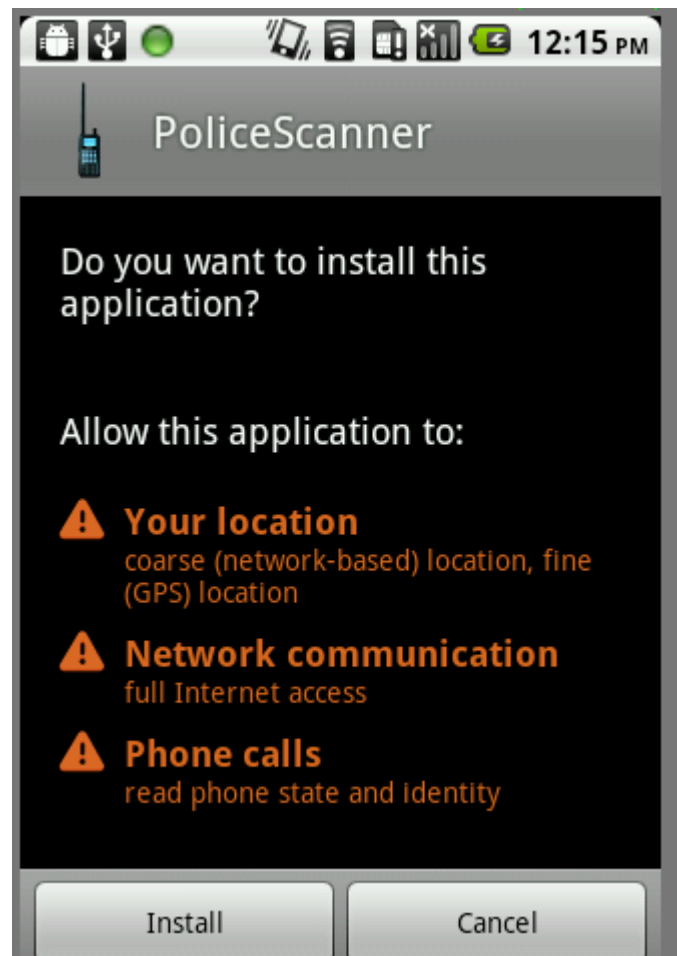 12:15 PM
PoliceScanner
Do you want to install this
application?
Allow this application to:
Your location
coarse (network-based) location, fine
(GPS) location
Network communication
full Internet access
Phone calls
read phone state and identity
Install Cancel